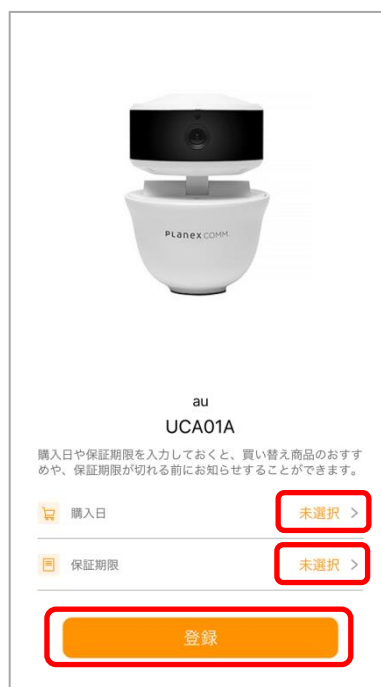 PLANEX COMM
au
UCA01A
購入日や保証期限を入力しておくと、買い替え商品のおすす
めや、保証期限が切れる前にお知らせすることができます。
購入日 未選択 >
保証期限 未選択 >
登録